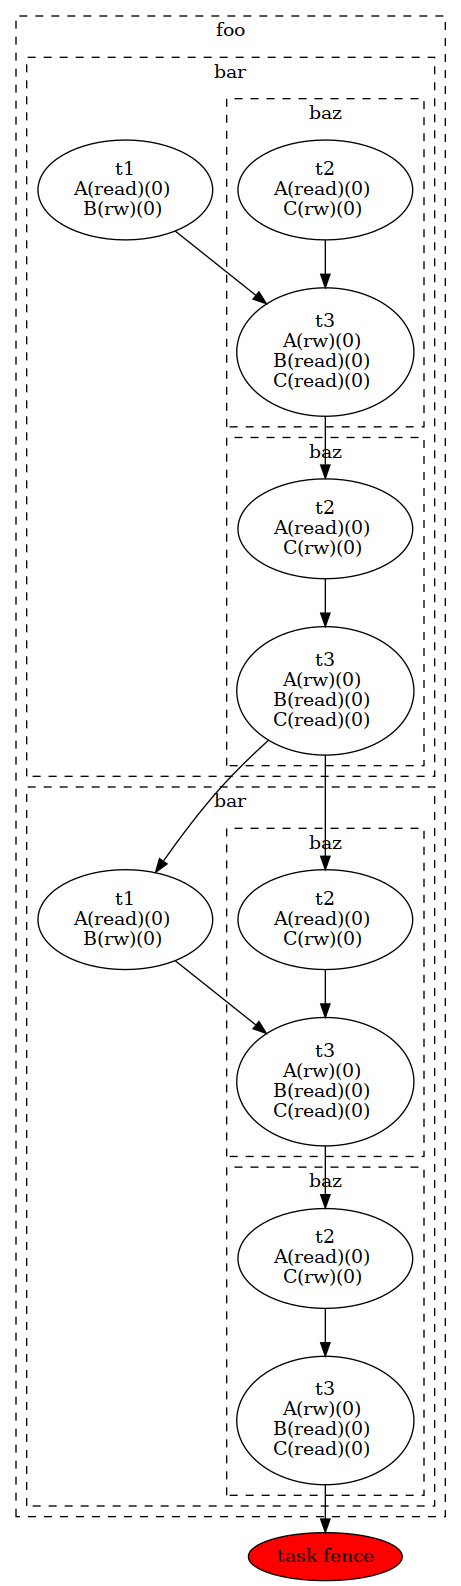 foo
bar
baz
t1
A(read)(0)
B(rw)(0)
t2
A(read)(0)
C(rw)(0)
t3
A(rw)(0)
B(read)(0)
C(read)(0)
baz
t2
A(read)(0)
C(rw)(0)
t3
A(rw)(0)
B(read)(0)
C(read)(0)
bar
baz
t1
A(read)(0)
B(rw)(0)
t2
A(read)(0)
C(rw)(0)
t3
A(rw)(0)
B(read)(0)
C(read)(0)
baz
t2
A(read)(0)
C(rw)(0)
t3
A(rw)(0)
B(read)(0)
C(read)(0)
task fence